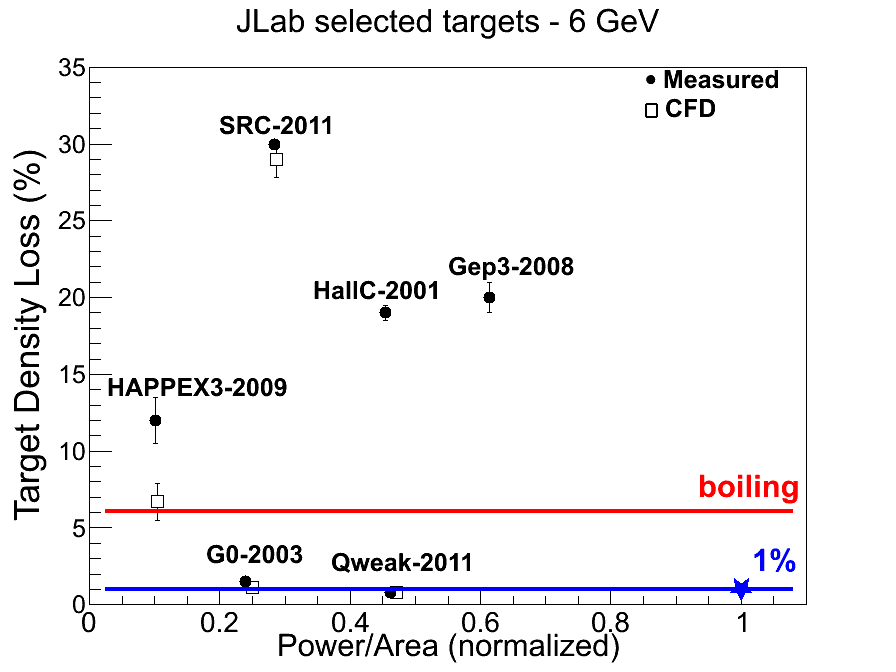 JLab selected targets - 6 GeV
Target Density Loss (%)
35
30
25
20
15
10
5
0
Measured
CFD
SRC-2011
Gep3-2008
HallC-2001
HAPPEX3-2009
boiling
G0-2003
Qweak-2011
1%
0
0.2
0.4
0.6
0.8
1
Power/Area (normalized)